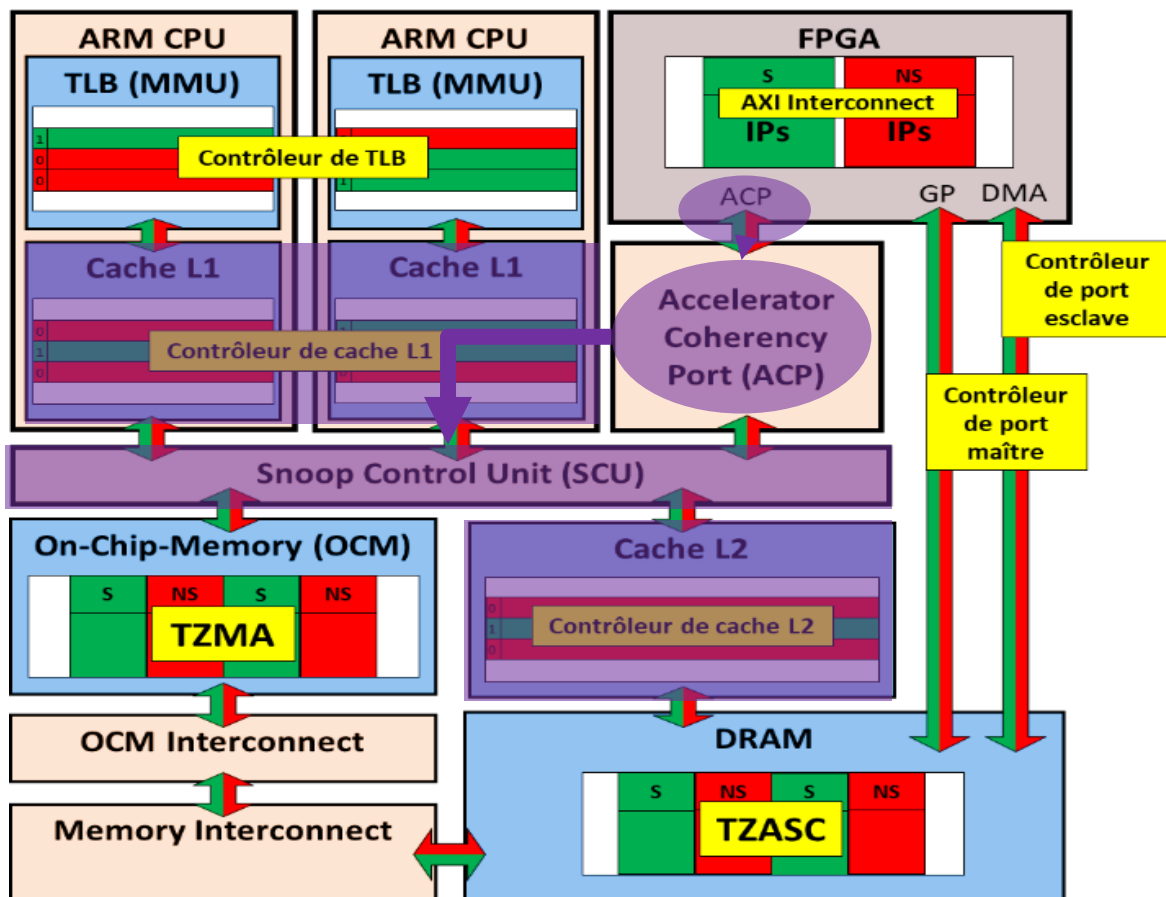 ARM CPU
TLB (MMU)
1
0
0
ARM CPU
TLB (MMU)
1
Contrôleur de TLB
FPGA
S
NS
AXI Interconnect
IPs
IPs
ACP
GP
DMA
Cache L1
0
1
0
Cache L1
Contrôleur de cache L1
Accelerator
Coherency
Port (ACP)
Contrôleur
de port
esclave
Contrôleur
de port
maître
Snoop Control Unit (SCU)
On-Chip-Memory (OCM)
S
NS
S
NS
TZMA
Cache L2
0
1
0
Contrôleur de cache L2
OCM Interconnect
Memory Interconnect
DRAM
S
NS
S
NS
TZASC